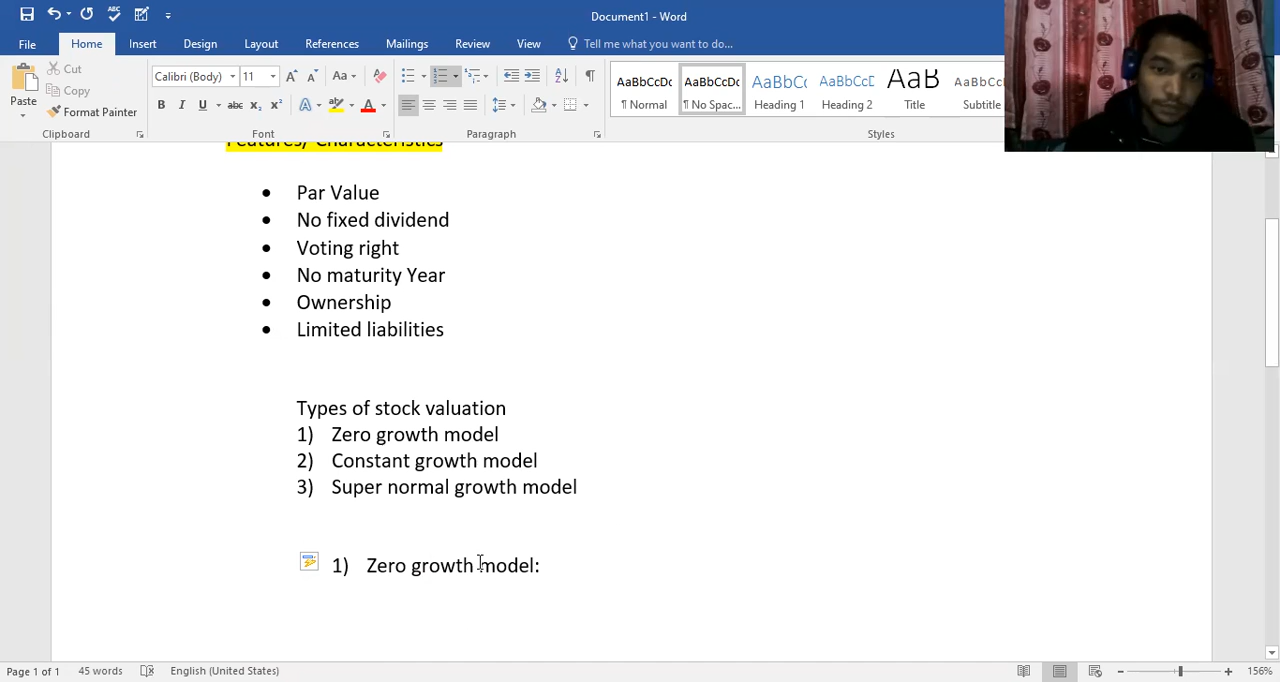 Document1 - Word
File Home Insert Design Layout References Mailings Review View Tell me what you want to do...
Paste
Cut
Copy
Format Painter
Clipboard
Calibri (Body) 11
Font
Paragraph
AaBbCcDc AaBbCcDc AaBbCc AaBbCcC AaB AaBbCcD
¶ Normal ¶ No Spac... Heading 1 Heading 2 Title Subtitle
Styles
Features/ Characteristics
• Par Value
• No fixed dividend
• Voting right
• No maturity Year
• Ownership
• Limited liabilities
Types of stock valuation
1) Zero growth model
2) Constant growth model
3) Super normal growth model
1) Zero growth model:
Page 1 of 1 45 words English (United States) 156%